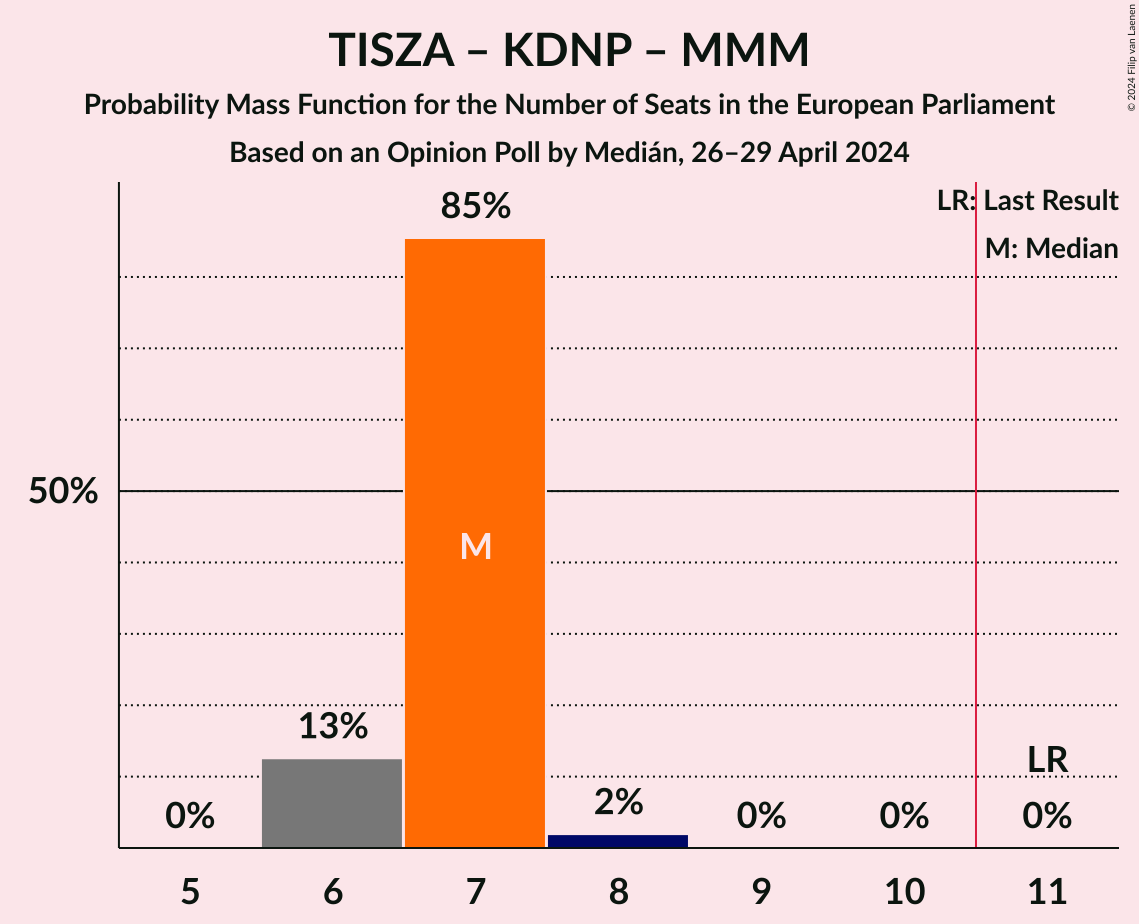 TISZA – KDNP – MMM
Probability Mass Function for the Number of Seats in the European Parliament
Based on an Opinion Poll by Medián, 26–29 April 2024
© 2024 Filip van Laenen
LR: Last Result
M: Median
85%
50%
M
13%
LR
2%
0%
0%
0%
0%
5
6
7
8
9
10
11